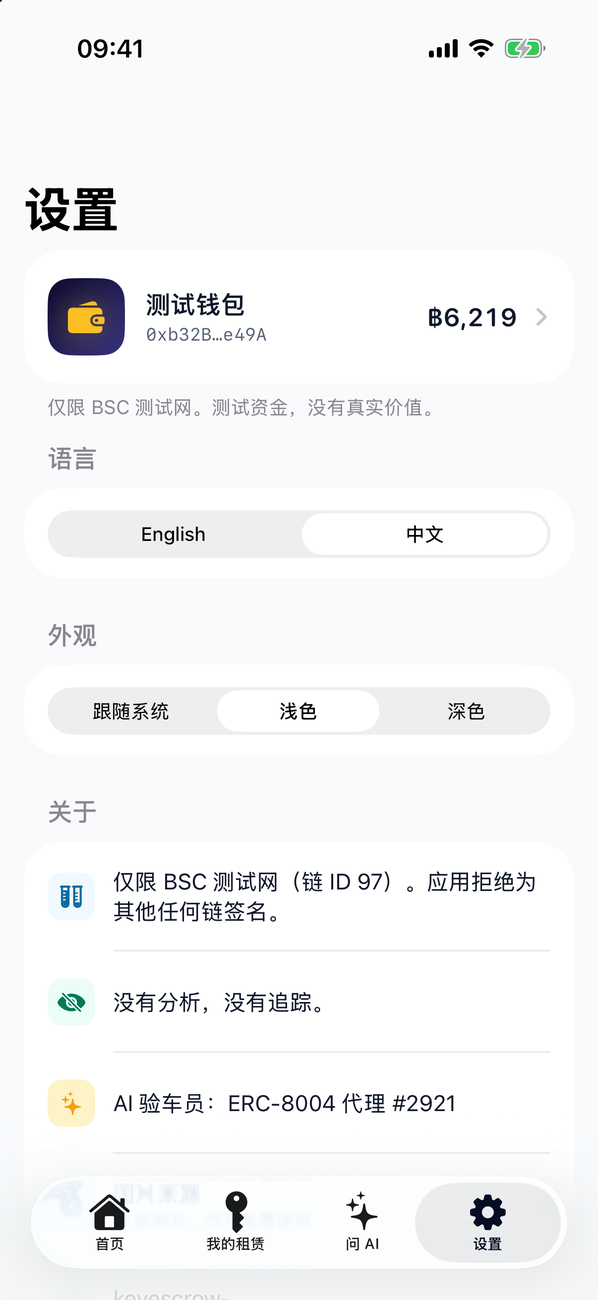 09:41
设置
测试钱包
฿6,219
0xb32B…e49A
仅限 BSC 测试网。测试资金，没有真实价值。
语言
English
中文
外观
跟随系统
浅色
深色
关于
仅限 BSC 测试网（链 ID 97）。应用拒绝为
其他任何链签名。
没有分析，没有追踪。
AI 验车员：ERC-8004 代理 #2921
首页
我的租赁
问 AI
设置